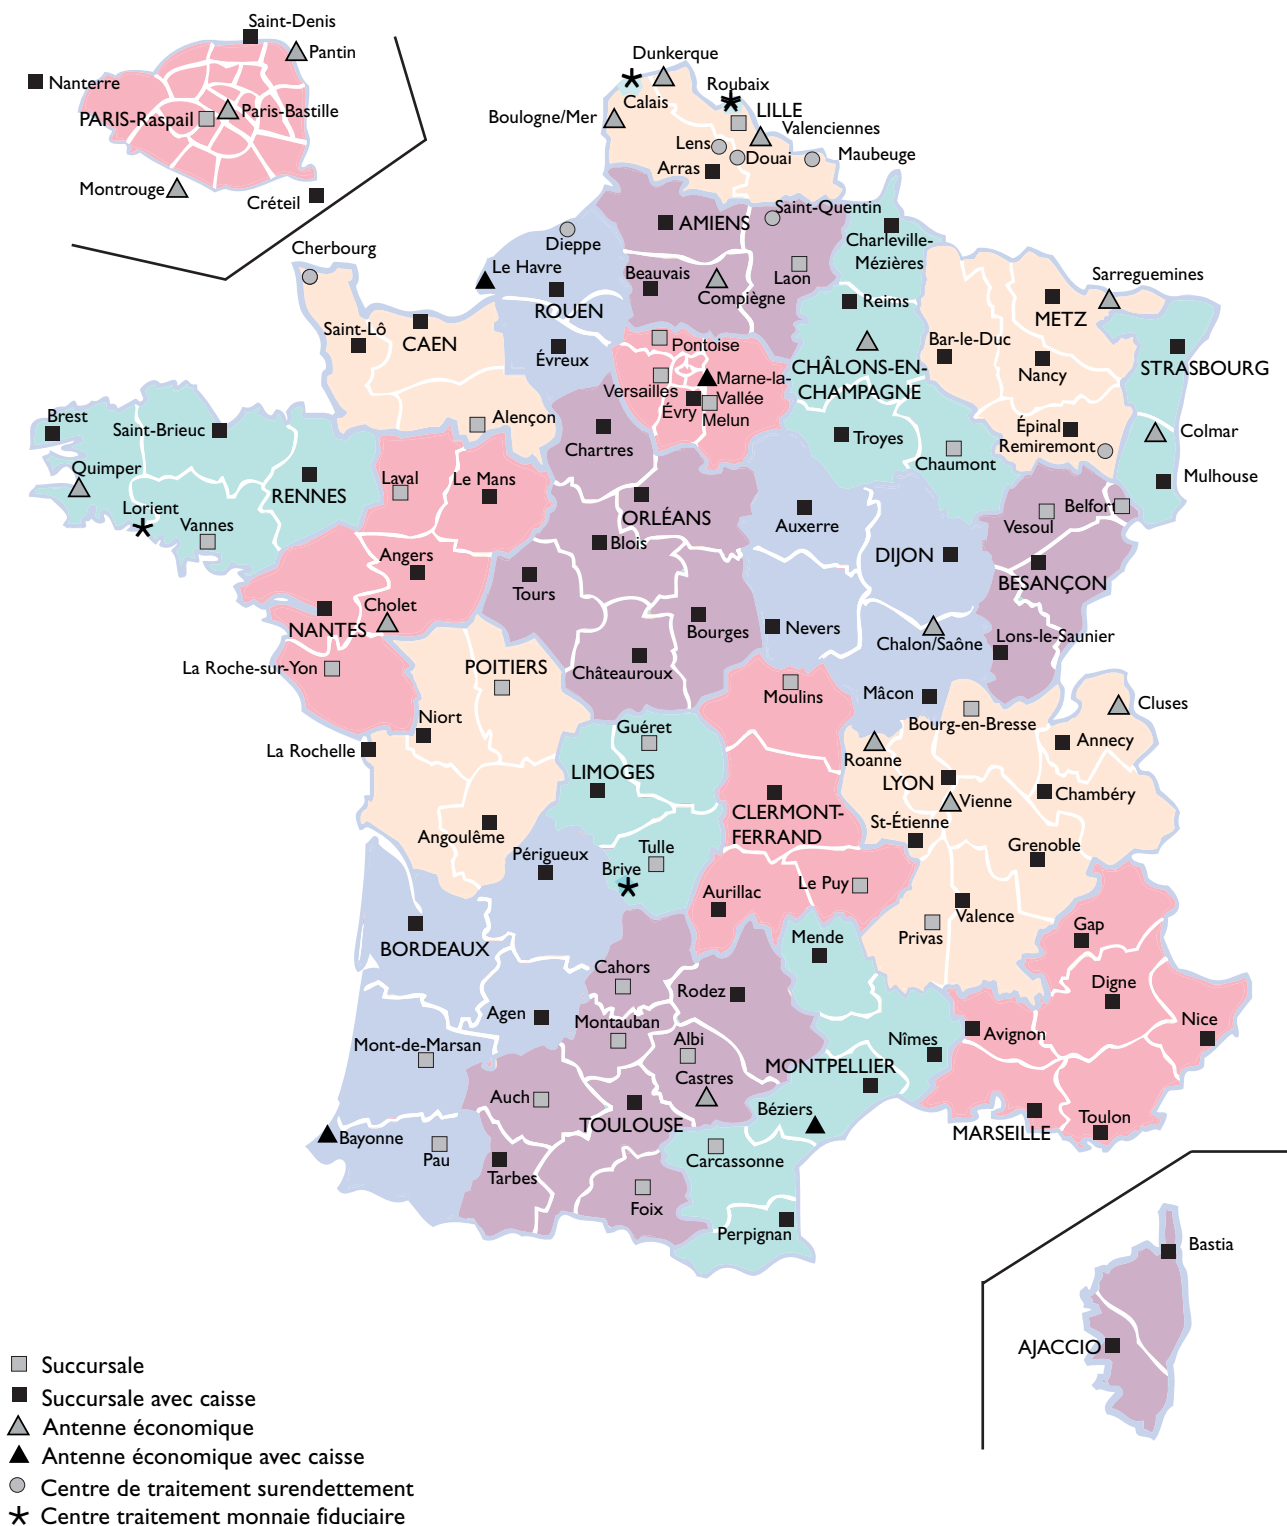 Saint-Denis
Pantin
Nanterre
PARIS-Raspail
Paris-Bastille
Montrouge
Créteil
Dunkerque
Roubaix
Calais
LILLE
Boulogne/Mer
Valenciennes
Lens
Douai
Maubeuge
Arras
Saint-Quentin
AMIENS
Cherbourg
Dieppe
Charleville-
Mézières
Le Havre
Beauvais
Laon
Sarreguemines
Compiègne
Reims
ROUEN
METZ
Saint-Lô
CAEN
Pontoise
Bar-le-Duc
Évreux
CHÂLONS-EN-
CHAMPAGNE
STRASBOURG
Nancy
Marne-la-
Vallée
Versailles
Évry
Melun
Brest
Saint-Brieuc
Alençon
Chartres
Troyes
Épinal
Colmar
Remiremont
Chaumont
Quimper
RENNES
Laval
Le Mans
Mulhouse
Lorient
Vannes
ORLÉANS
Auxerre
Vesoul
Belfort
Blois
Angers
DIJON
BESANÇON
Tours
Cholet
NANTES
Bourges
Nevers
Chalon/Saône
Lons-le-Saunier
La Roche-sur-Yon
POITIERS
Châteauroux
Moulins
Mâcon
Cluses
Niort
Bourg-en-Bresse
Guéret
La Rochelle
Annecy
Roanne
LIMOGES
LYON
Chambéry
Vienne
CLERMONT-
FERRAND
St-Étienne
Angoulême
Grenoble
Périgueux
Tulle
Brive
Le Puy
Aurillac
Valence
Privas
Gap
BORDEAUX
Mende
Cahors
Rodez
Digne
Agen
Montauban
Nice
Avignon
Nîmes
Albi
Mont-de-Marsan
MONTPELLIER
Castres
Auch
Béziers
TOULOUSE
Toulon
MARSEILLE
Bayonne
Pau
Carcassonne
Tarbes
Foix
Perpignan
Bastia
AJACCIO
Succursale
Succursale avec caisse
Antenne économique
Antenne économique avec caisse
Centre de traitement surendettement
Centre traitement monnaie fiduciaire